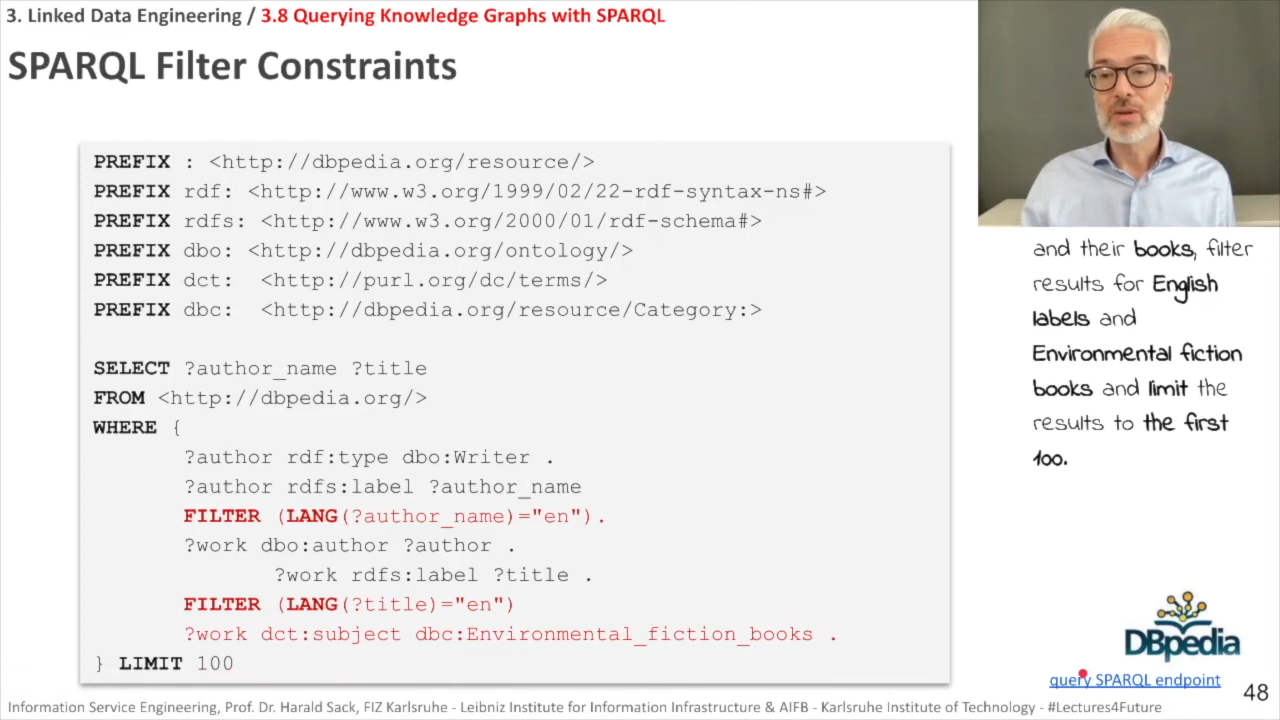 3. Linked Data Engineering / 3.8 Querying Knowledge Graphs with SPARQL
SPARQL Filter Constraints
PREFIX : <http://dbpedia.org/resource/>
PREFIX rdf: <http://www.w3.org/1999/02/22-rdf-syntax-ns#>
PREFIX rdfs: <http://www.w3.org/2000/01/rdf-schema#>
PREFIX dbo: <http://dbpedia.org/ontology/>
PREFIX dct: <http://purl.org/dc/terms/>
PREFIX dbc: <http://dbpedia.org/resource/Category:>
SELECT ?author_name ?title
FROM <http://dbpedia.org/>
WHERE {
?author rdf:type dbo:Writer .
?author rdfs:label ?author_name
FILTER (LANG(?author_name)="en").
?work dbo:author ?author .
?work rdfs:label ?title .
FILTER (LANG(?title)="en")
?work dct:subject dbc:Environmental_fiction_books .
} LIMIT 100
and their books, filter
results for English
labels and
Environmental fiction
books and limit the
results to the first
100.
DBpedia
query SPARQL endpoint
48
Information Service Engineering, Prof. Dr. Harald Sack, FIZ Karlsruhe - Leibniz Institute for Information Infrastructure & AIFB - Karlsruhe Institute of Technology - #Lectures4Future